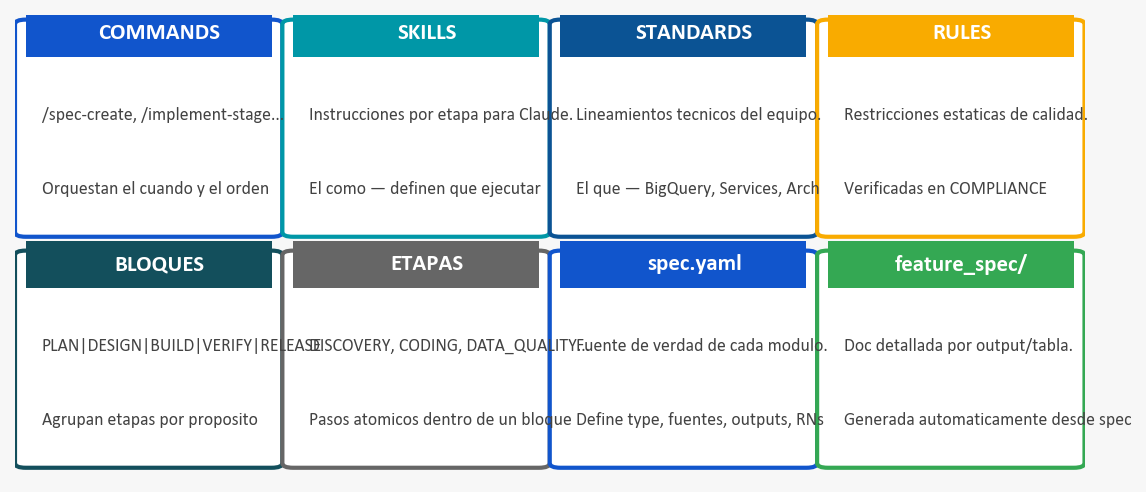 COMMANDS
/spec-create, /implement-stage...
Orquestan el cuando y el orden
SKILLS
Instrucciones por etapa para Claude.
El como — definen que ejecutar
STANDARDS
Lineamientos tecnicos del equipo.
El que — BigQuery, Services, Arch
RULES
Restricciones estaticas de calidad.
Verificadas en COMPLIANCE
BLOQUES
PLAN|DESIGN|BUILD|VERIFY|RELEASE
Agrupan etapas por proposito
ETAPAS
DISCOVERY, CODING, DATA_QUALITY...
Pasos atomicos dentro de un bloque
spec.yaml
Fuente de verdad de cada modulo.
Define type, fuentes, outputs, RNs
feature_spec/
Doc detallada por output/tabla.
Generada automaticamente desde spec